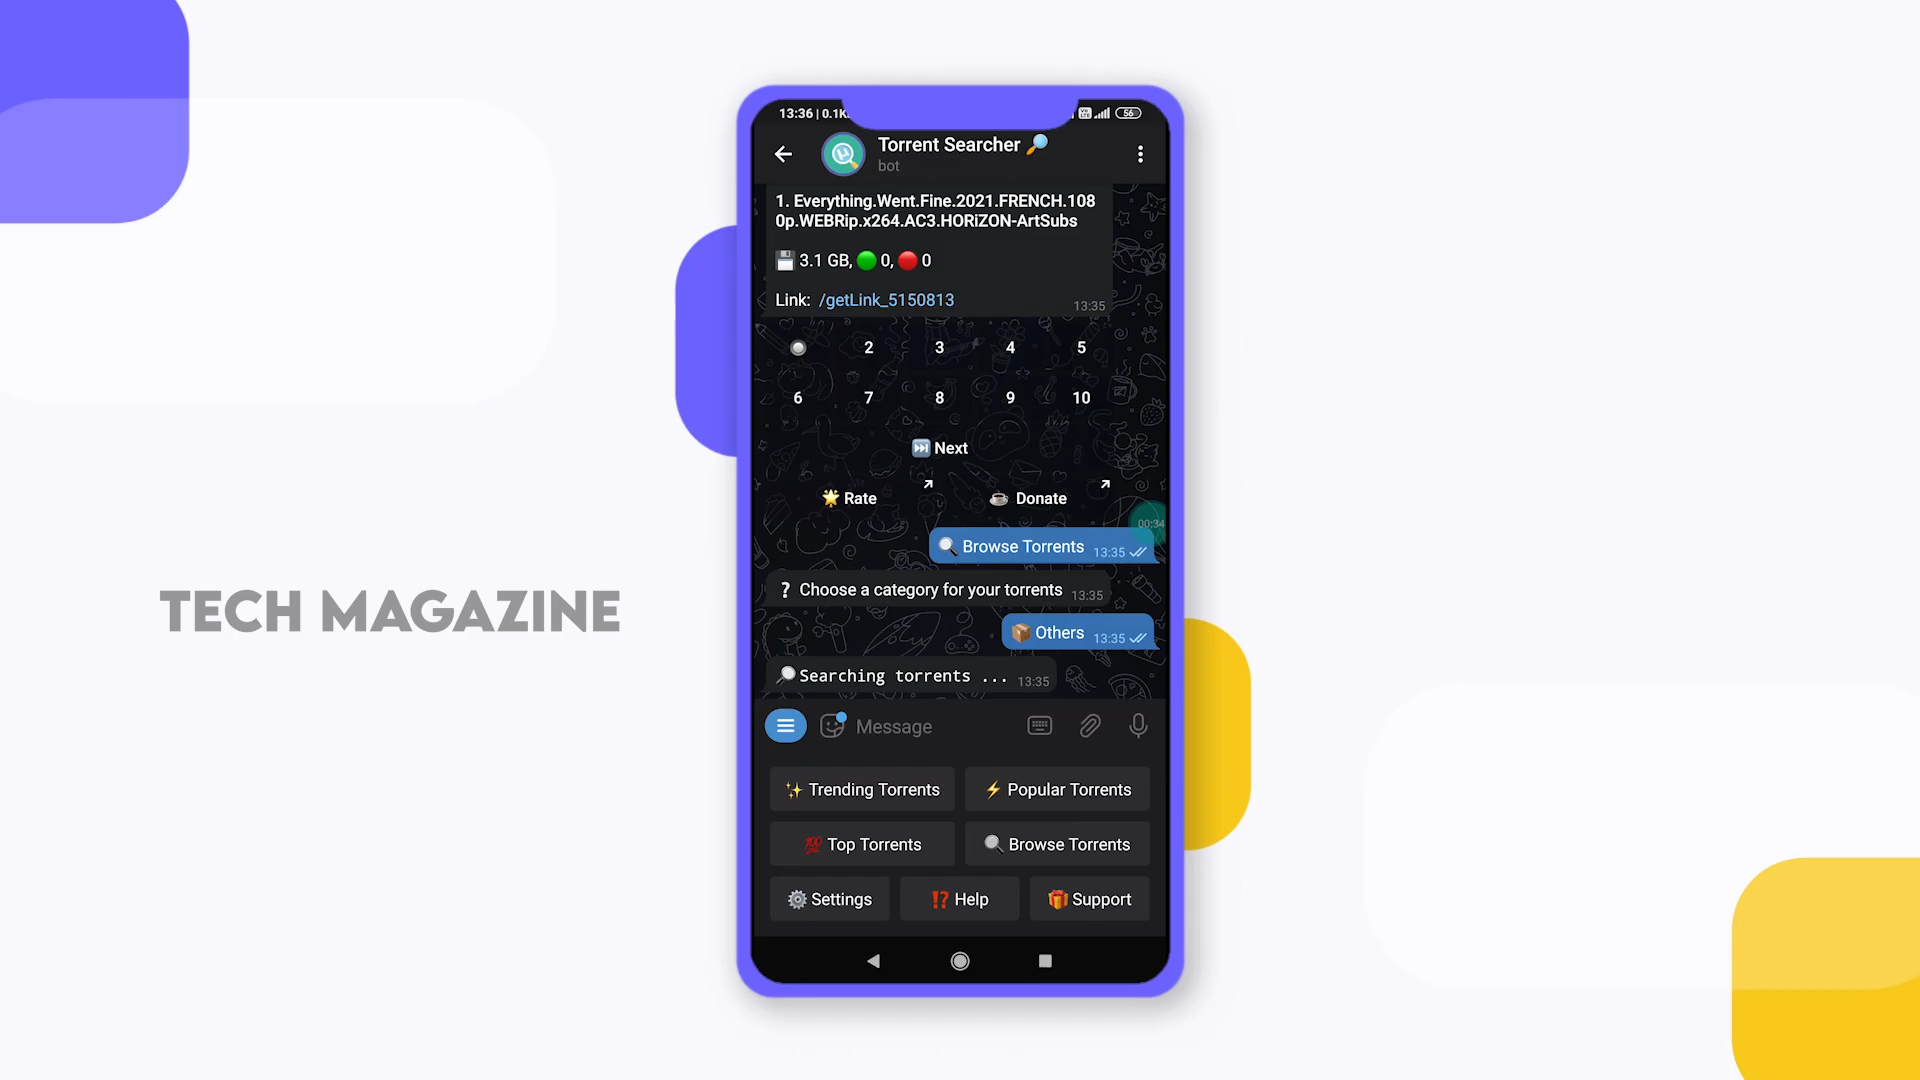 13:36 | 0.1K
56
Torrent Searcher 🔎
bot
1. Everything.Went.Fine.2021.FRENCH.108
0p.WEBRip.x264.AC3.HORiZON-ArtSubs
💾 3.1 GB, 🟢 0, 🔴 0
Link: /getLink_5150813
13:35
🔘 2 3 4 5
6 7 8 9 10
⏭ Next
🌟 Rate ☕ Donate
00:34
🔍 Browse Torrents 13:35
❔ Choose a category for your torrents 13:35
📦 Others 13:35
TECH MAGAZINE
🔎Searching torrents ... 13:35
Message
✨ Trending Torrents ⚡ Popular Torrents
💯 Top Torrents 🔍 Browse Torrents
⚙ Settings ⁉ Help 🎁 Support